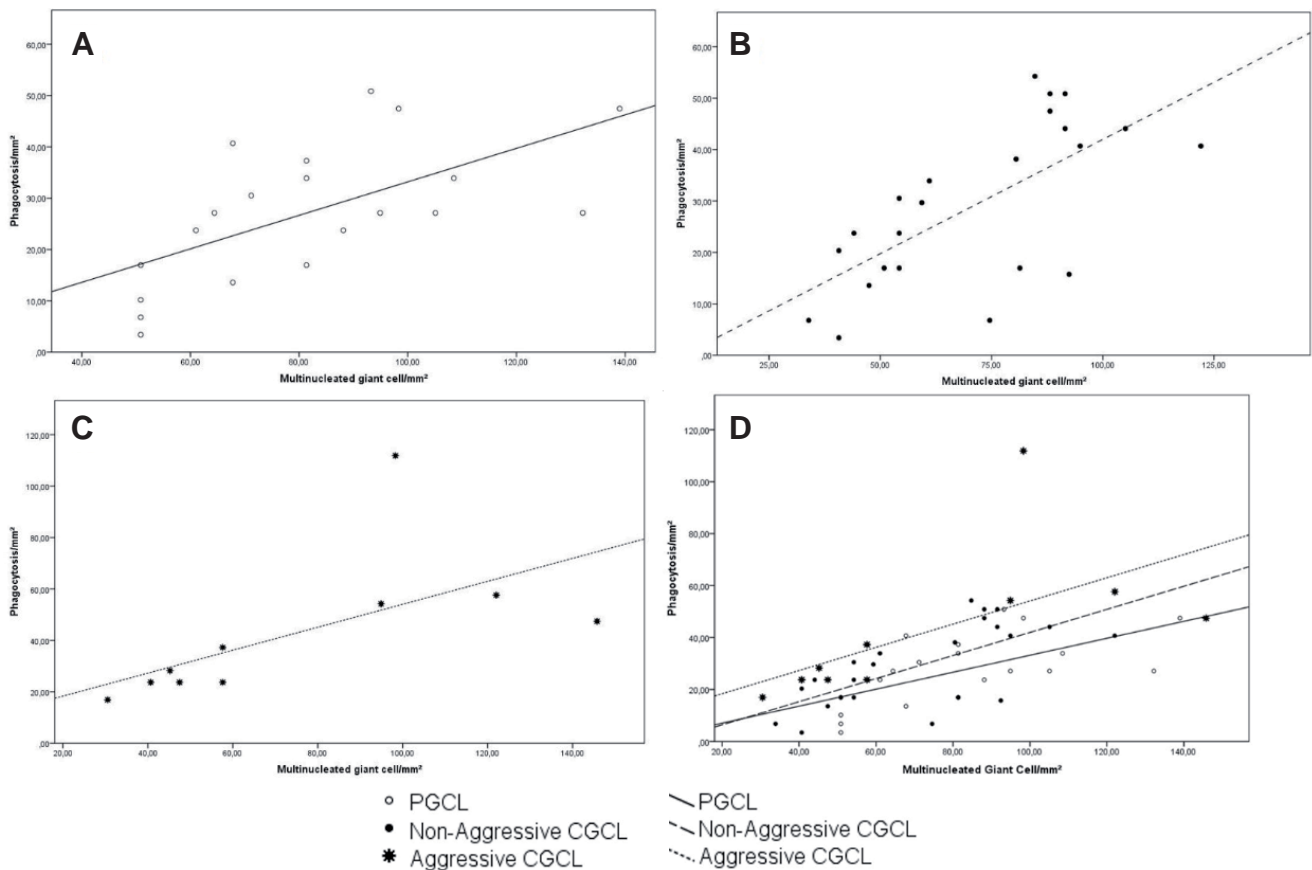 A
Phagocytosis/mm²
60,00
50,00
40,00
30,00
20,00
10,00
,00
40,00 60,00 80,00 100,00 120,00 140,00
Multinucleated giant cell/mm²
B
Phagocytosis/mm²
60,00
50,00
40,00
30,00
20,00
10,00
,00
25,00 50,00 75,00 100,00 125,00
Multinucleated giant cell/mm²
C
Phagocytosis/mm²
120,00
100,00
80,00
60,00
40,00
20,00
,00
20,00 40,00 60,00 80,00 100,00 120,00 140,00
Multinucleated giant cell/mm²
D
Phagocytosis/mm²
120,00
100,00
80,00
60,00
40,00
20,00
,00
20,00 40,00 60,00 80,00 100,00 120,00 140,00
Multinucleated Giant Cell/mm²
PGCL
Non-Aggressive CGCL
Aggressive CGCL
PGCL
Non-Aggressive CGCL
Aggressive CGCL